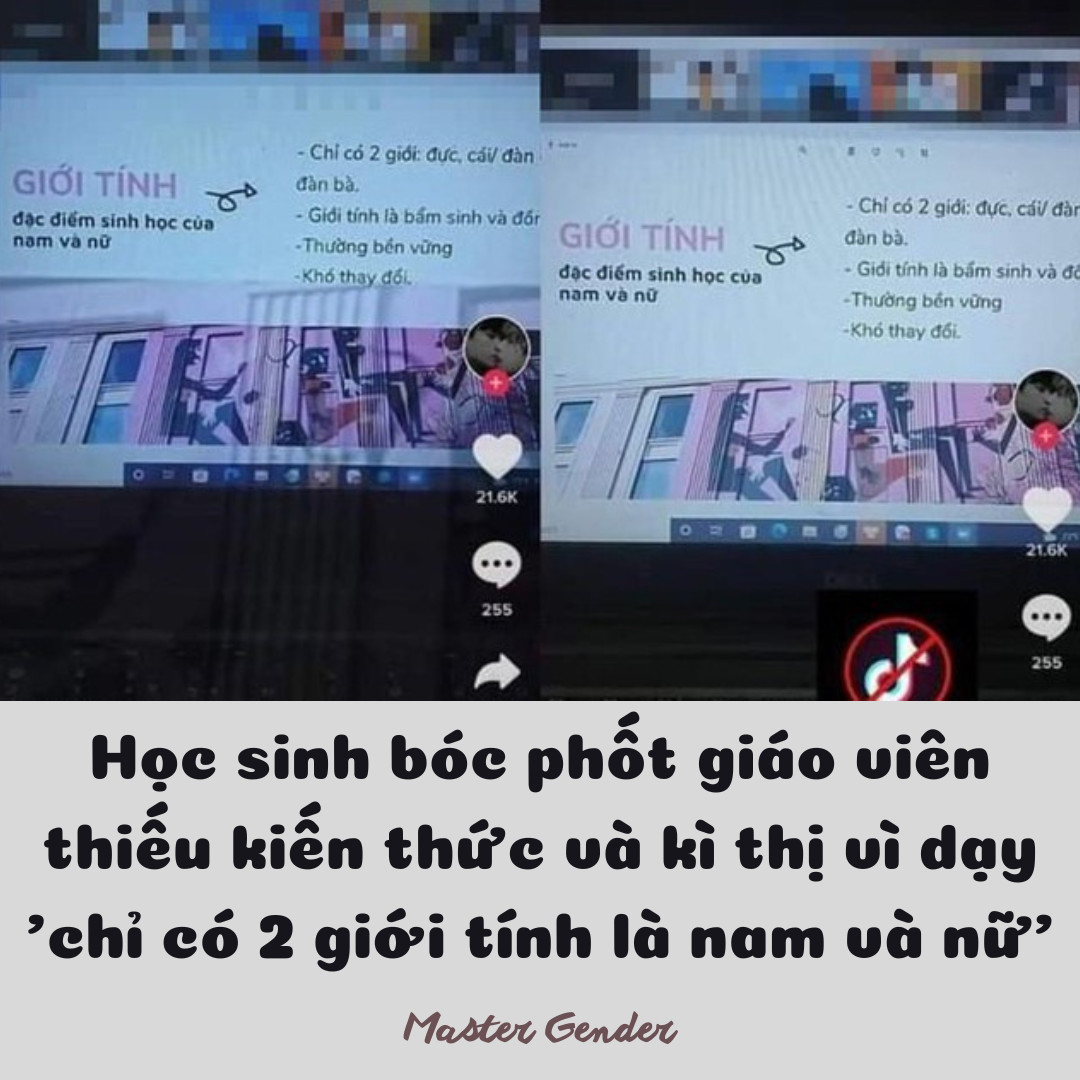 GIỚI TÍNH
đặc điểm sinh học của
nam và nữ
- Chỉ có 2 giới: đực, cái/ đàn
đàn bà.
- Giới tính là bẩm sinh và đồn
-Thường bền vững
-Khó thay đổi.
21.6K
255
GIỚI TÍNH
đặc điểm sinh học của
nam và nữ
- Chỉ có 2 giới: đực, cái/ đàn
đàn bà.
- Giới tính là bẩm sinh và đồ
-Thường bền vững
-Khó thay đổi.
21.6K
255
Học sinh bóc phốt giáo viên
thiếu kiến thức và kì thị vì dạy
’chỉ có 2 giới tính là nam và nữ’’
Master Gender